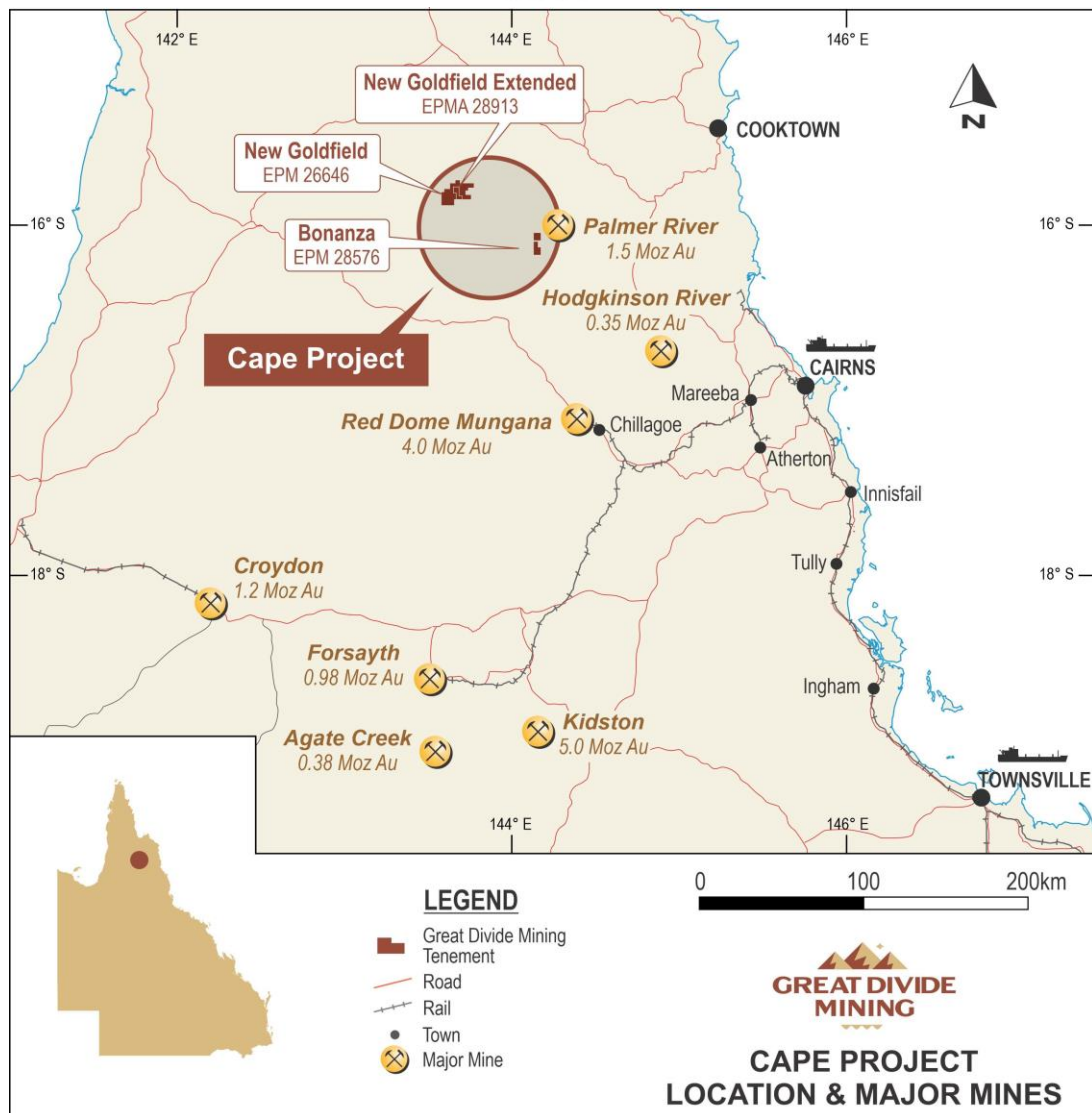 142° E
144° E
146° E
New Goldfield Extended
EPMA 28913
N
COOKTOWN
New Goldfield
EPM 26646
16° S
16° S
Bonanza
EPM 28576
Palmer River
1.5 Moz Au
Hodgkinson River
0.35 Moz Au
Cape Project
CAIRNS
Mareeba
Red Dome Mungana
4.0 Moz Au
Chillagoe
Atherton
Innisfail
Tully
18° S
18° S
Croydon
1.2 Moz Au
Forsayth
0.98 Moz Au
Ingham
Kidston
5.0 Moz Au
Agate Creek
0.38 Moz Au
TOWNSVILLE
144° E
146° E
0 100 200km
LEGEND
Great Divide Mining
Tenement
Road
Rail
Town
Major Mine
GREAT DIVIDE
MINING
CAPE PROJECT
LOCATION & MAJOR MINES